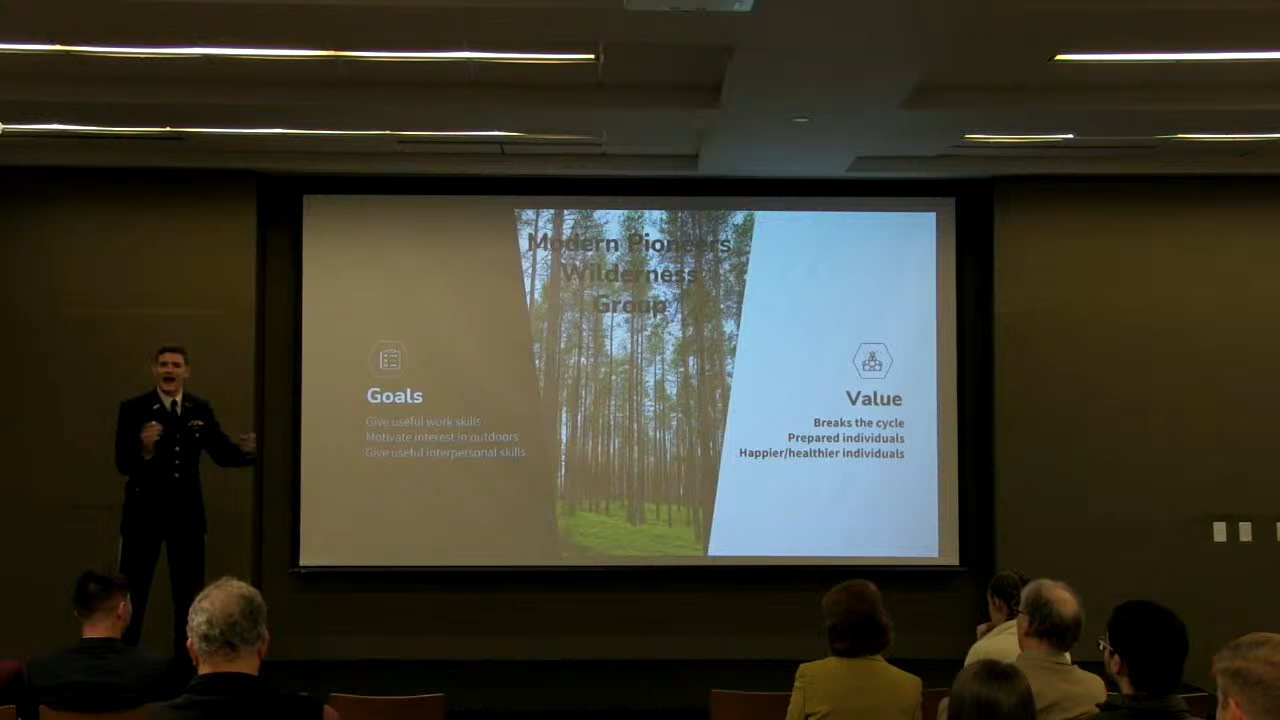 Modern Pioneers
Wilderness
Group
Goals
Give useful work skills
Motivate interest in outdoors
Give useful interpersonal skills
Value
Breaks the cycle
Prepared individuals
Happier/healthier individuals